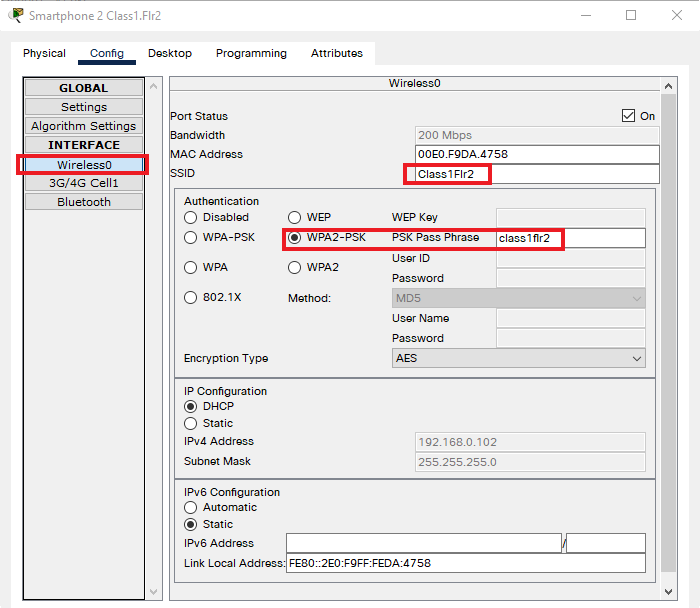 Smartphone 2 Class1.Flr2
Physical Config Desktop Programming Attributes
GLOBAL
Settings
Algorithm Settings
INTERFACE
Wireless0
3G/4G Cell1
Bluetooth
Wireless0
Port Status On
Bandwidth 200 Mbps
MAC Address 00E0.F9DA.4758
SSID Class1Flr2
Authentication
Disabled WEP WEP Key
WPA-PSK WPA2-PSK PSK Pass Phrase class1flr2
User ID
WPA WPA2
Password
802.1X Method: MD5
User Name
Password
Encryption Type AES
IP Configuration
DHCP
Static
IPv4 Address 192.168.0.102
Subnet Mask 255.255.255.0
IPv6 Configuration
Automatic
Static
IPv6 Address /
Link Local Address: FE80::2E0:F9FF:FEDA:4758